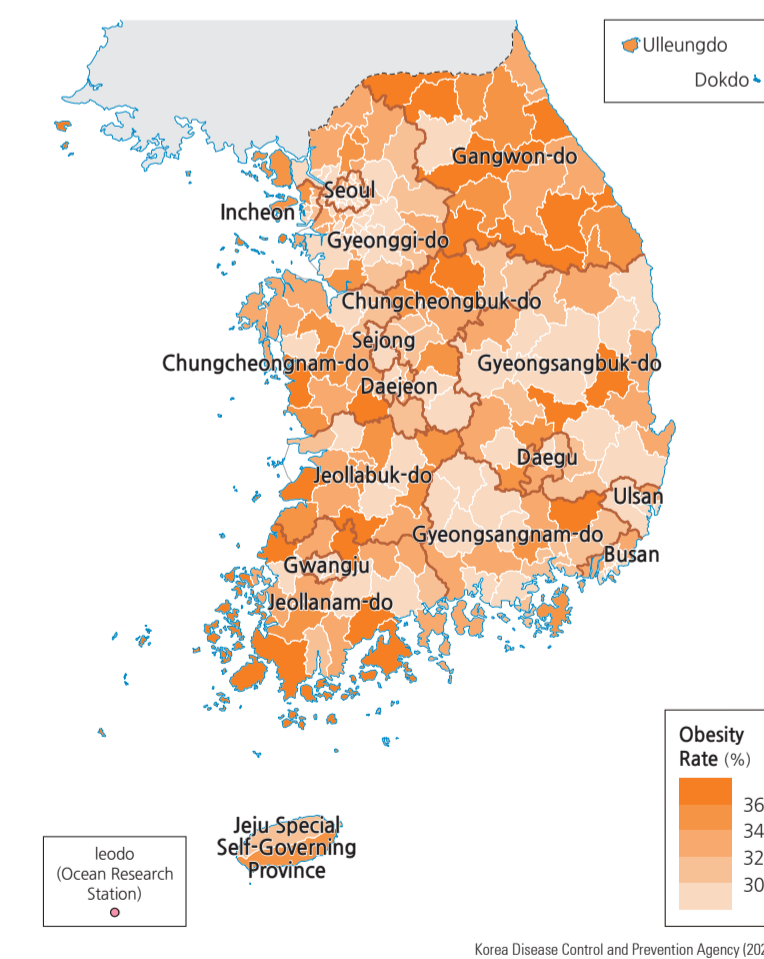 Ulleungdo
Dokdo
Gangwon-do
Seoul
Incheon
Gyeonggi-do
Chungcheongbuk-do
Sejong
Chungcheongnam-do
Gyeongsangbuk-do
Daejeon
Daegu
Jeollabuk-do
Ulsan
Gyeongsangnam-do
Busan
Gwangju
Jeollanam-do
Obesity
Rate (%)
36
34
32
30
Jeju Special
Self-Governing
Province
Ieodo
(Ocean Research
Station)
Korea Disease Control and Prevention Agency (202